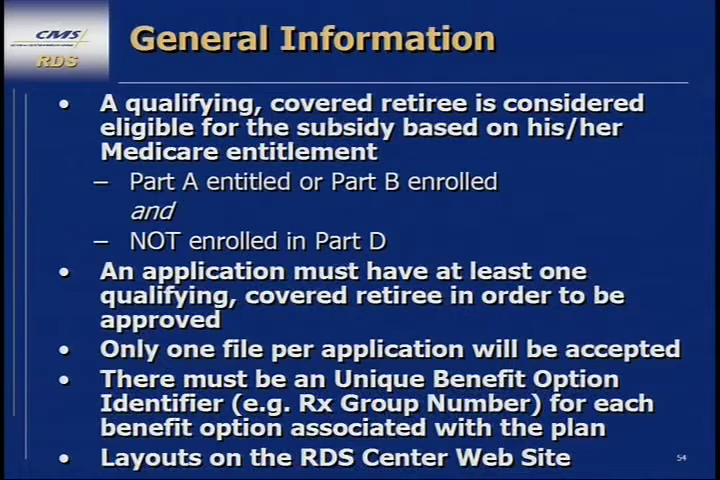 CMS
RDS
General Information
• A qualifying, covered retiree is considered
eligible for the subsidy based on his/her
Medicare entitlement
– Part A entitled or Part B enrolled
and
– NOT enrolled in Part D
• An application must have at least one
qualifying, covered retiree in order to be
approved
• Only one file per application will be accepted
• There must be an Unique Benefit Option
Identifier (e.g. Rx Group Number) for each
benefit option associated with the plan
• Layouts on the RDS Center Web Site
54